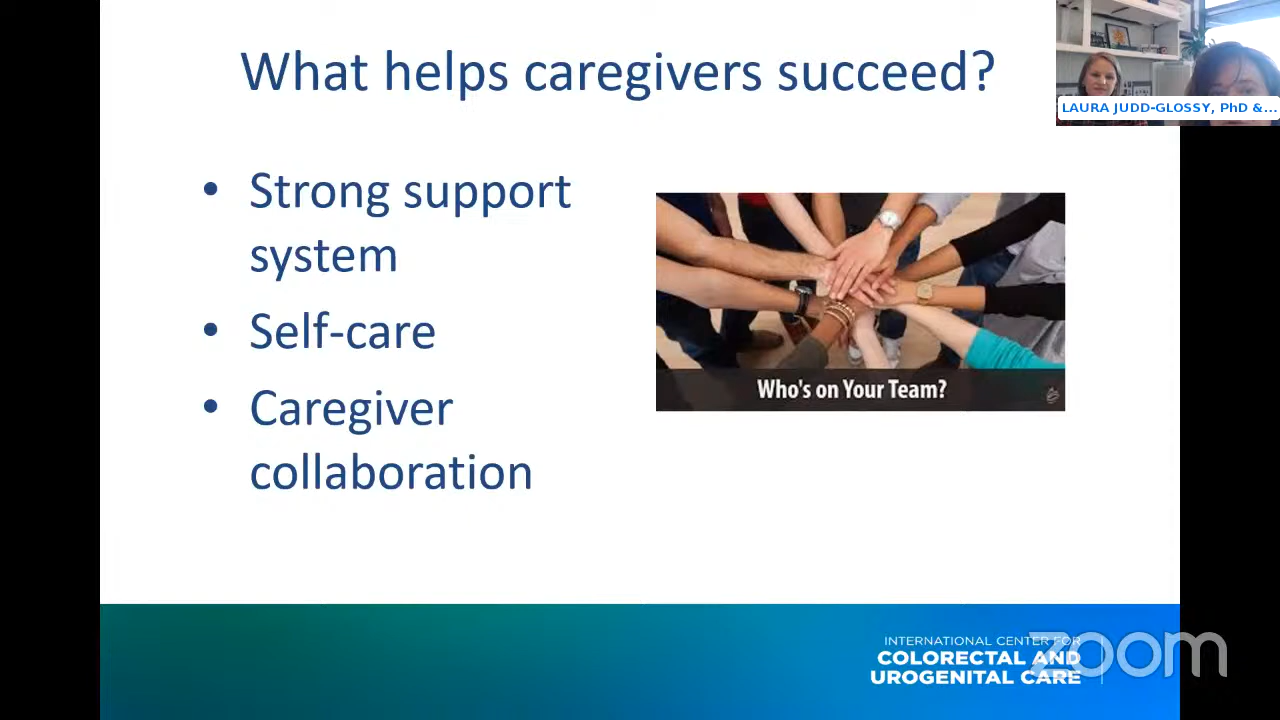 What helps caregivers succeed?
LAURA JUDD-GLOSSY, PhD &...
• Strong support
system
• Self-care
• Caregiver
collaboration
Who's on Your Team?
INTERNATIONAL CENTER FOR
COLORECTAL AND
UROGENITAL CARE
zoom